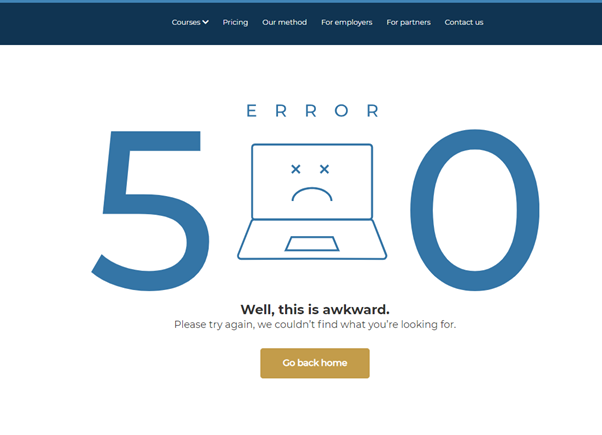 Courses Pricing Our method For employers For partners Contact us
ERROR
5 0
Well, this is awkward.
Please try again, we couldn't find what you're looking for.
Go back home